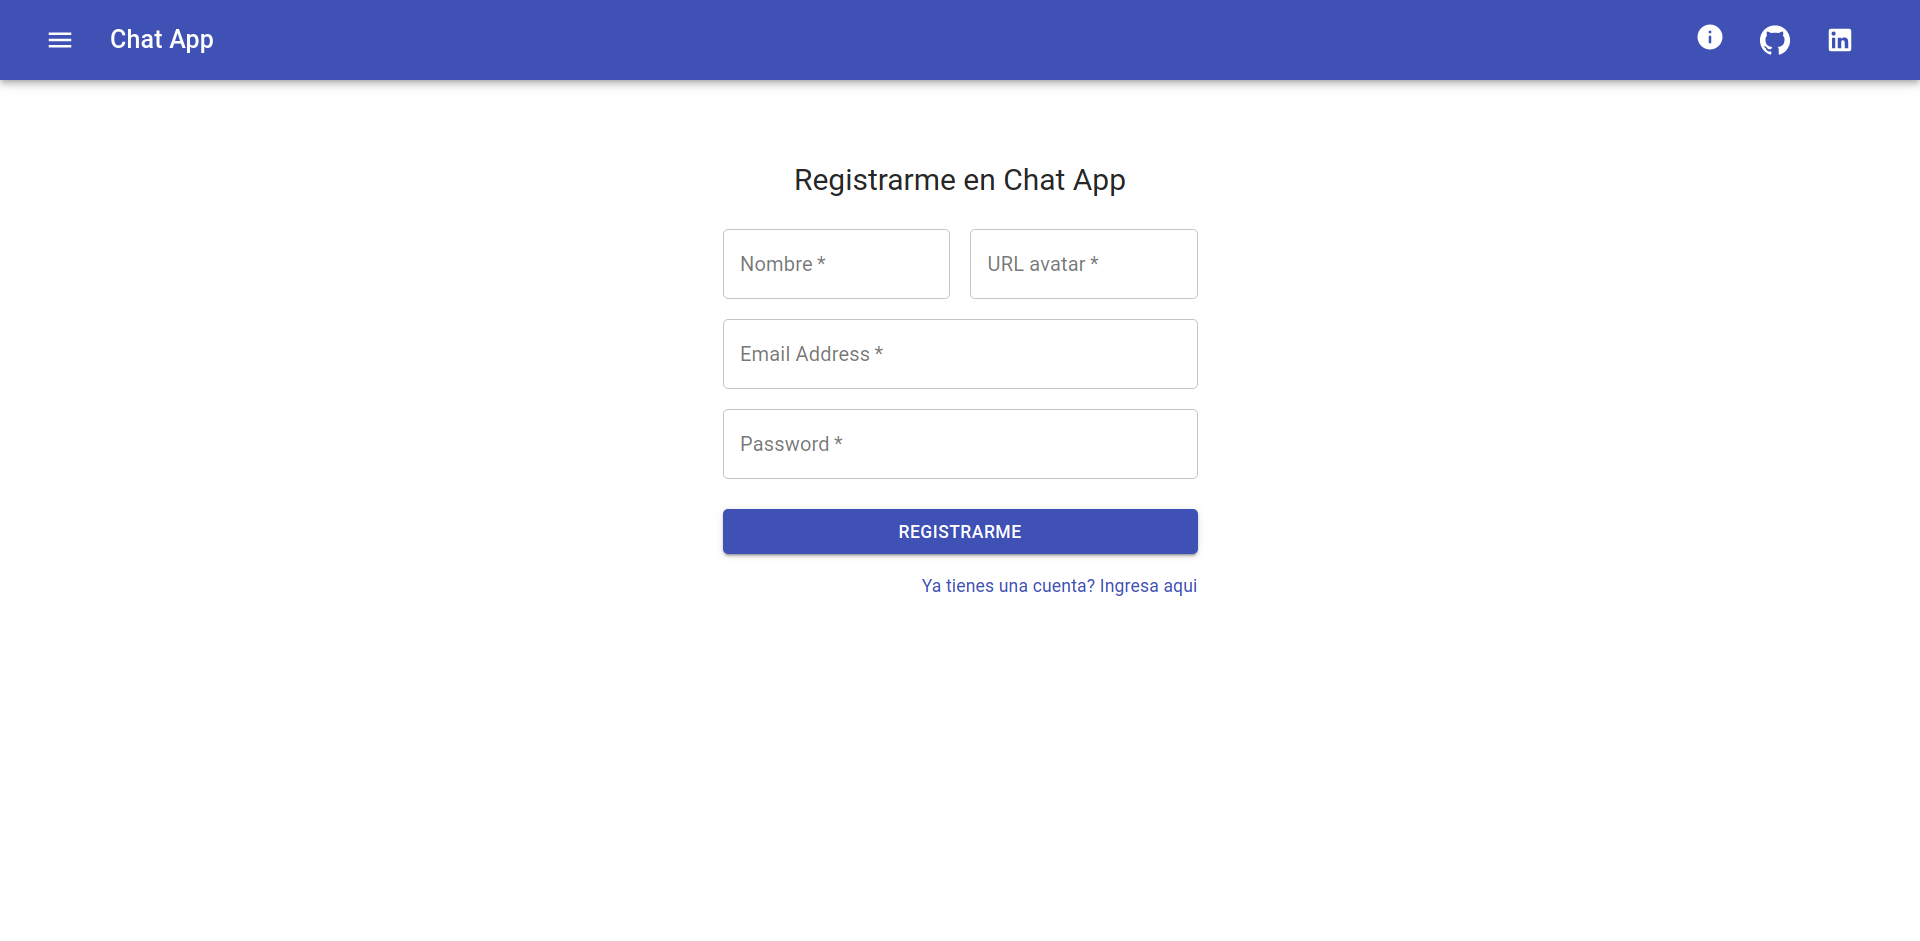 Chat App
Registrarme en Chat App
Nombre *
URL avatar *
Email Address *
Password *
REGISTRARME
Ya tienes una cuenta? Ingresa aqui